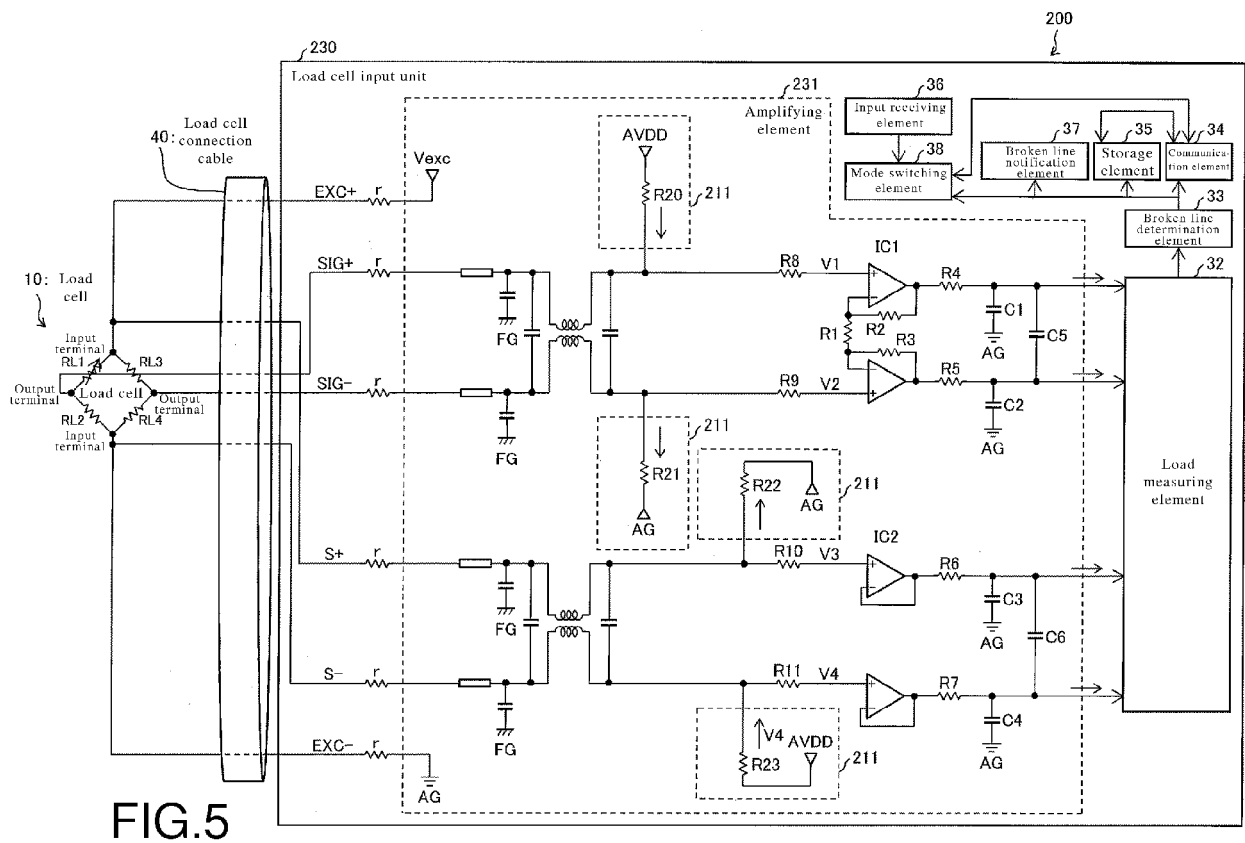 200
230
Load cell input unit
231
Amplifying
element
36
Input receiving
element
38
Mode switching
element
37
Broken line
notification
element
35
Storage
element
34
Communica-
tion element
33
Broken line
determination
element
32
Load
measuring
element
40: Load cell
connection
cable
10: Load
cell
Input
terminal
RL1
RL3
Output
terminal
Load cell
Output
terminal
RL2
RL4
Input
terminal
EXC+
r
Vexc
SIG+
r
FG
SIG-
r
FG
AVDD
R20
211
R21
AG
211
R22
AG
211
R8
V1
IC1
R4
C1
AG
R1
R2
R3
C5
R9
V2
R5
C2
AG
S+
r
FG
R10
V3
IC2
R6
C3
AG
C6
S-
r
FG
R11
V4
R7
C4
AG
V4
AVDD
R23
211
EXC-
r
AG
FIG.5